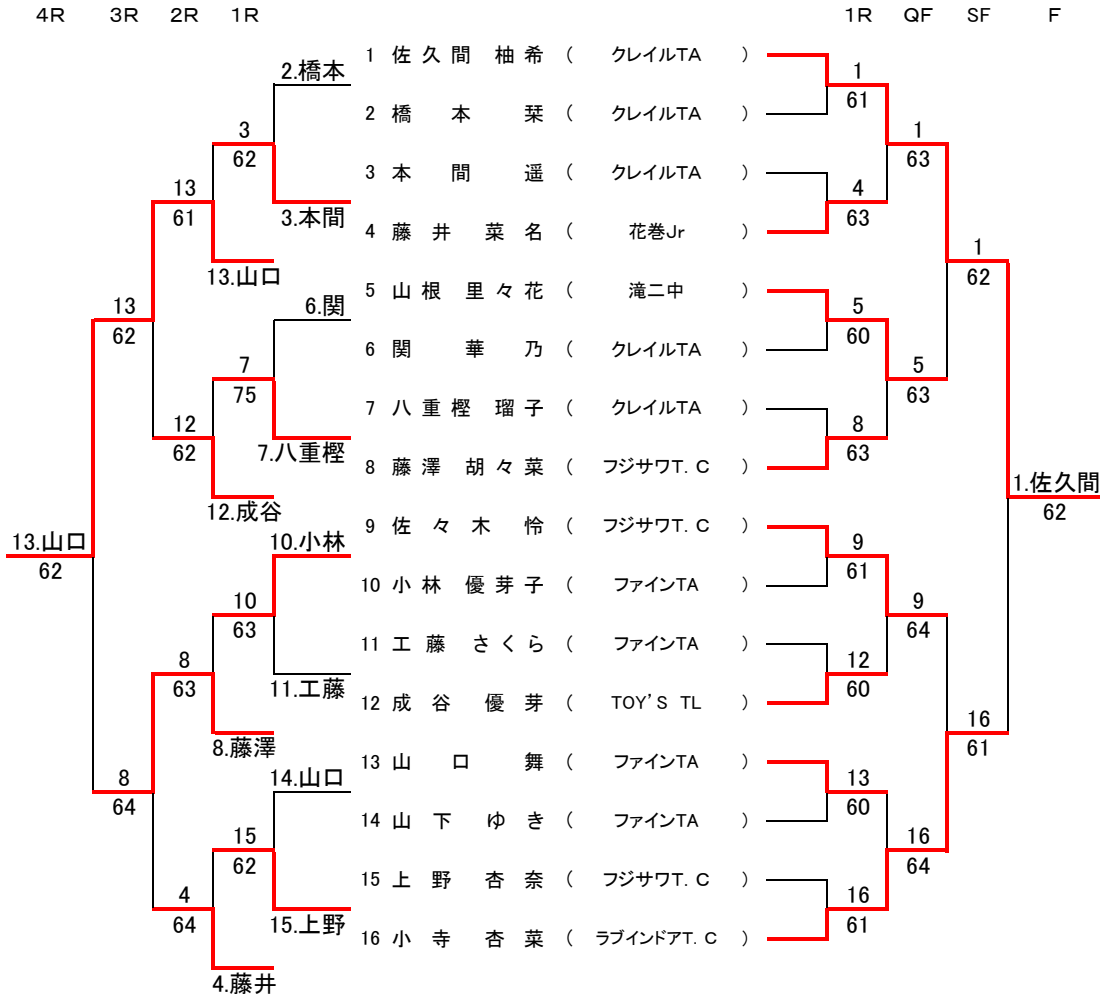 4R 3R 2R 1R 1R QF SF F
1 佐久間 柚希 ( クレイルTA )
2.橋本
1
61
2 橋本 栞 ( クレイルTA )
3
62
1
63
3 本間 遥 ( クレイルTA )
13
61
4
63
3.本間
4 藤井 菜名 ( 花巻Jr )
1
62
13.山口
5 山根 里々花 ( 滝二中 )
6.関
13
62
5
60
6 関 華乃 ( クレイルTA )
7
75
5
63
7 八重樫 瑠子 ( クレイルTA )
12
62
8
63
7.八重樫
8 藤澤 胡々菜 ( フジサワT.C )
1.佐久間
62
12.成谷
9 佐々木 怜 ( フジサワT.C )
13.山口
62
10.小林
9
61
10 小林 優芽子 ( ファインTA )
10
63
9
64
11 工藤 さくら ( ファインTA )
8
63
12
60
11.工藤
12 成谷 優芽 ( TOY'S TL )
16
61
8.藤澤
13 山口 舞 ( ファインTA )
8
64
14.山口
13
60
14 山下 ゆき ( ファインTA )
15
62
16
64
15 上野 杏奈 ( フジサワT.C )
4
64
16
61
15.上野
16 小寺 杏菜 ( ラブインドアT.C )
4.藤井